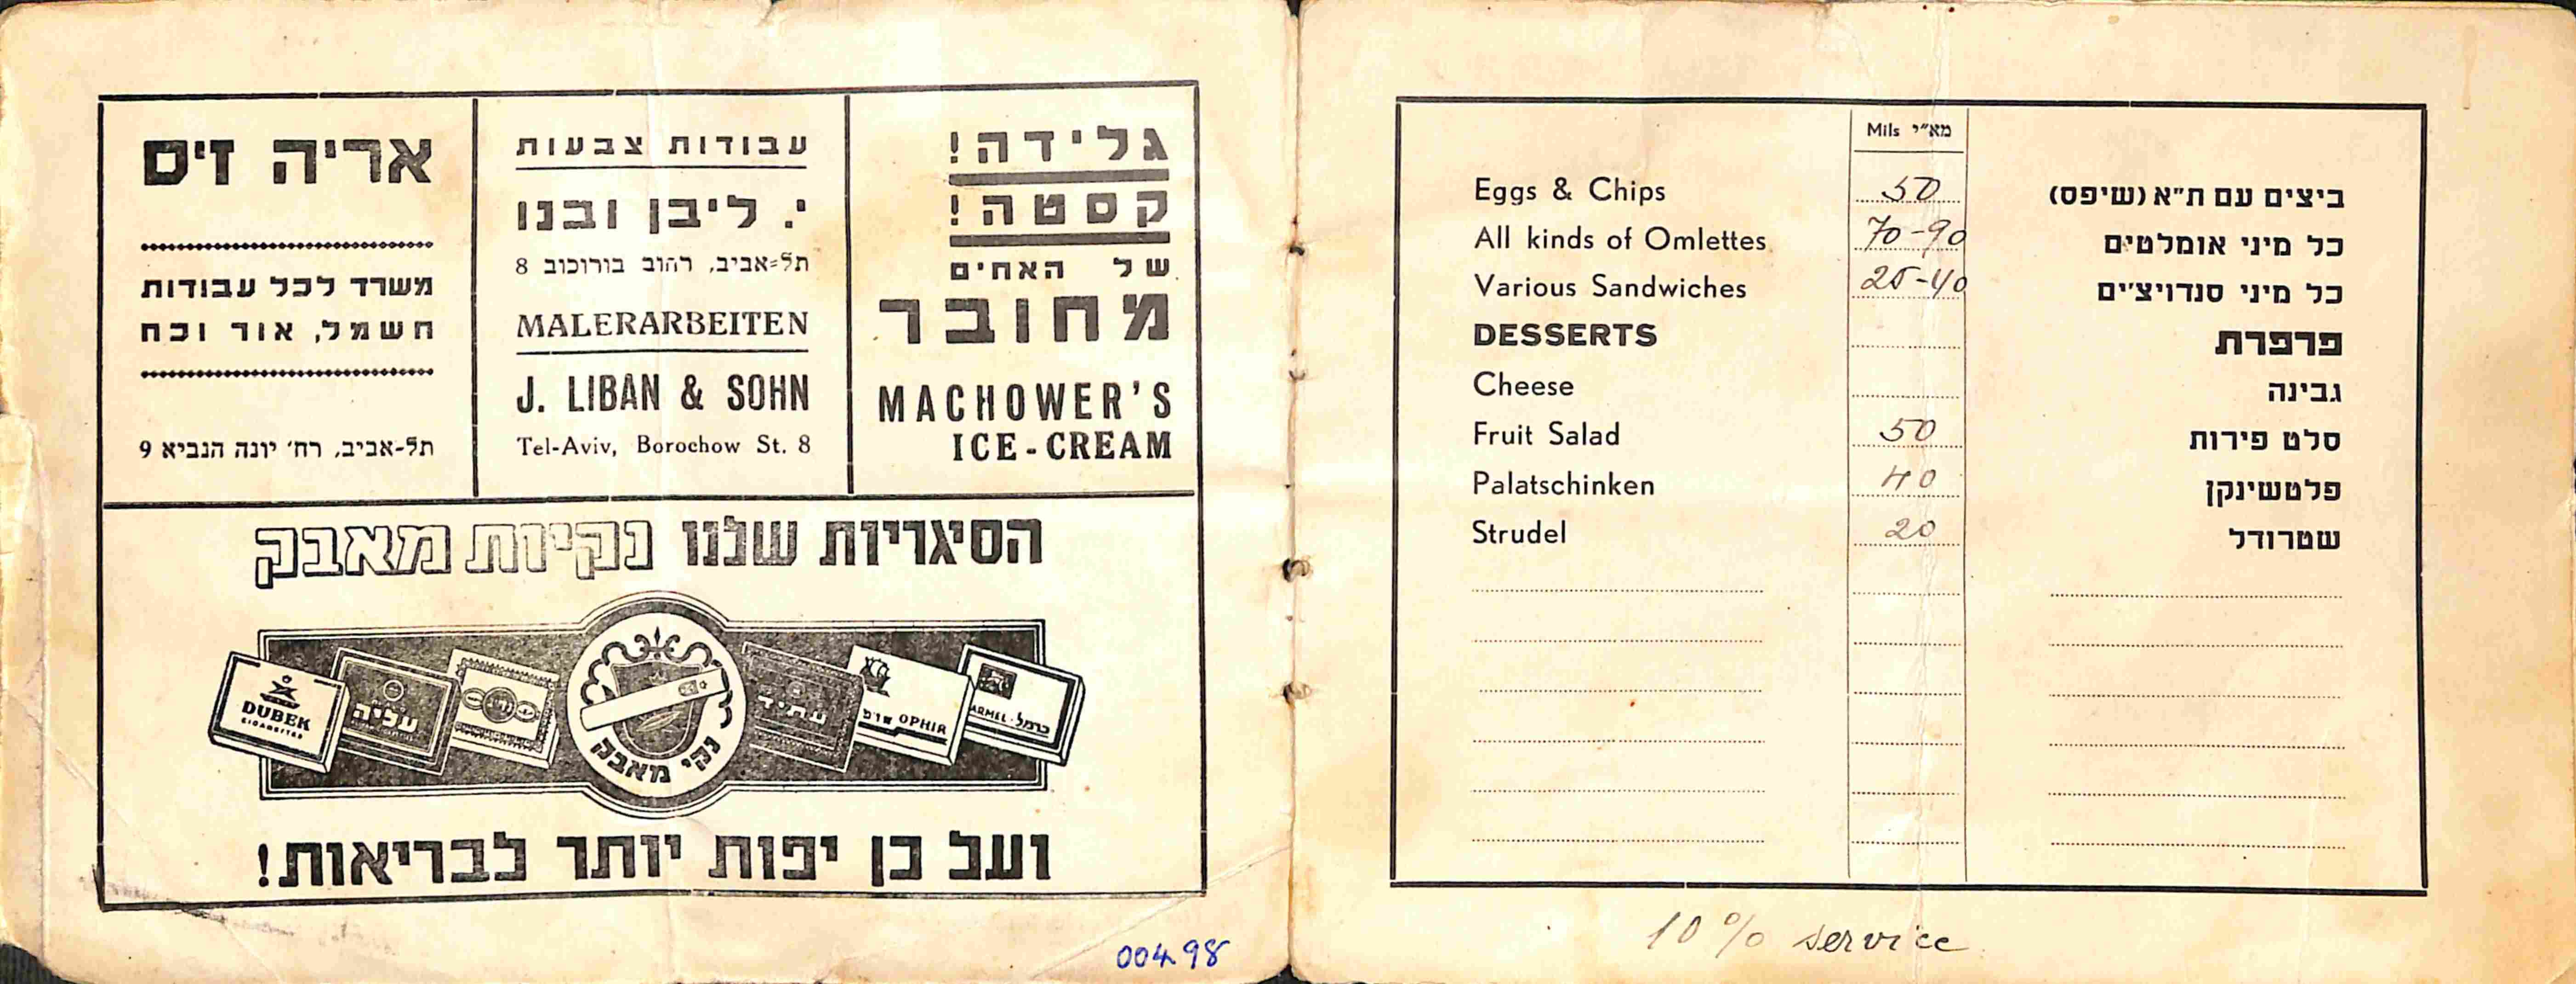 גלידה!
קסטה!
של האחים
מחובר
MACHOWER'S
ICE-CREAM
עבודות צבעות
י. ליבן ובנו
תל-אביב, רחוב בורוכוב 8
MALERARBEITEN
J. LIBAN & SOHN
Tel-Aviv, Borochow St. 8
אריה זיס
משרד לכל עבודות
חשמל, אור וכח
תל-אביב, רח' יונה הנביא 9
הסיגריות שלנו נקיות מאבק
DUBEK
CIGARETTES
עליה
נקי מאבק
עתיד
OPHIR
ARMEL - כרמל
ועל כן יפות יותר לבריאות!
00498
Mils מא"י
Eggs & Chips 50 ביצים עם ת"א (שיפס)
All kinds of Omlettes 70-90 כל מיני אומלטים
Various Sandwiches 25-40 כל מיני סנדויצ'ים
DESSERTS פרפרת
Cheese גבינה
Fruit Salad 50 סלט פירות
Palatschinken 40 פלטשינקן
Strudel 20 שטרודל
10% service